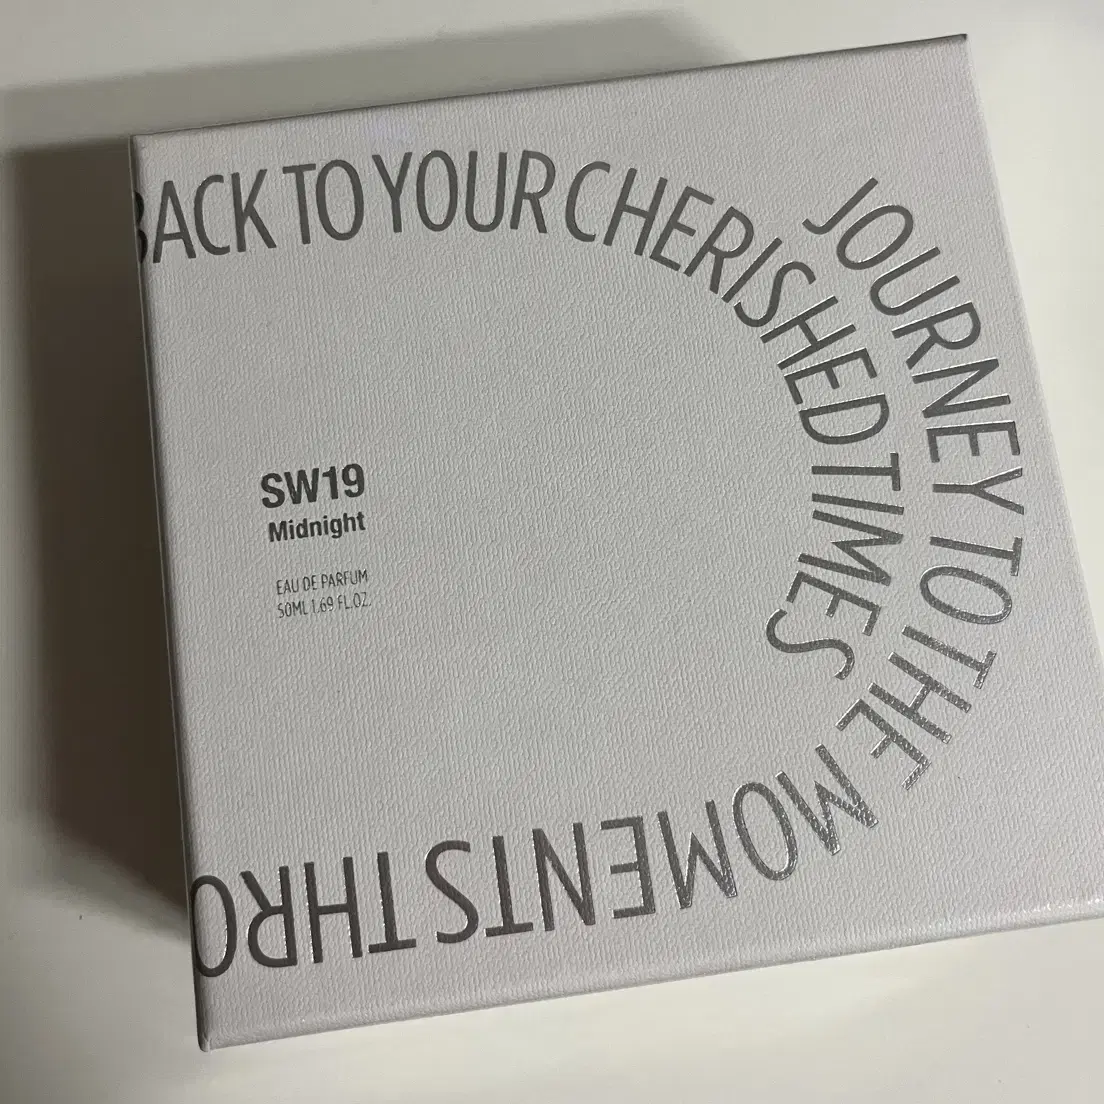 BACK TO YOUR CHERISHED TIMES
JOURNEY TO THE MOMENTS THRO
SW19
Midnight
EAU DE PARFUM
50ML 1.69 FL.OZ.